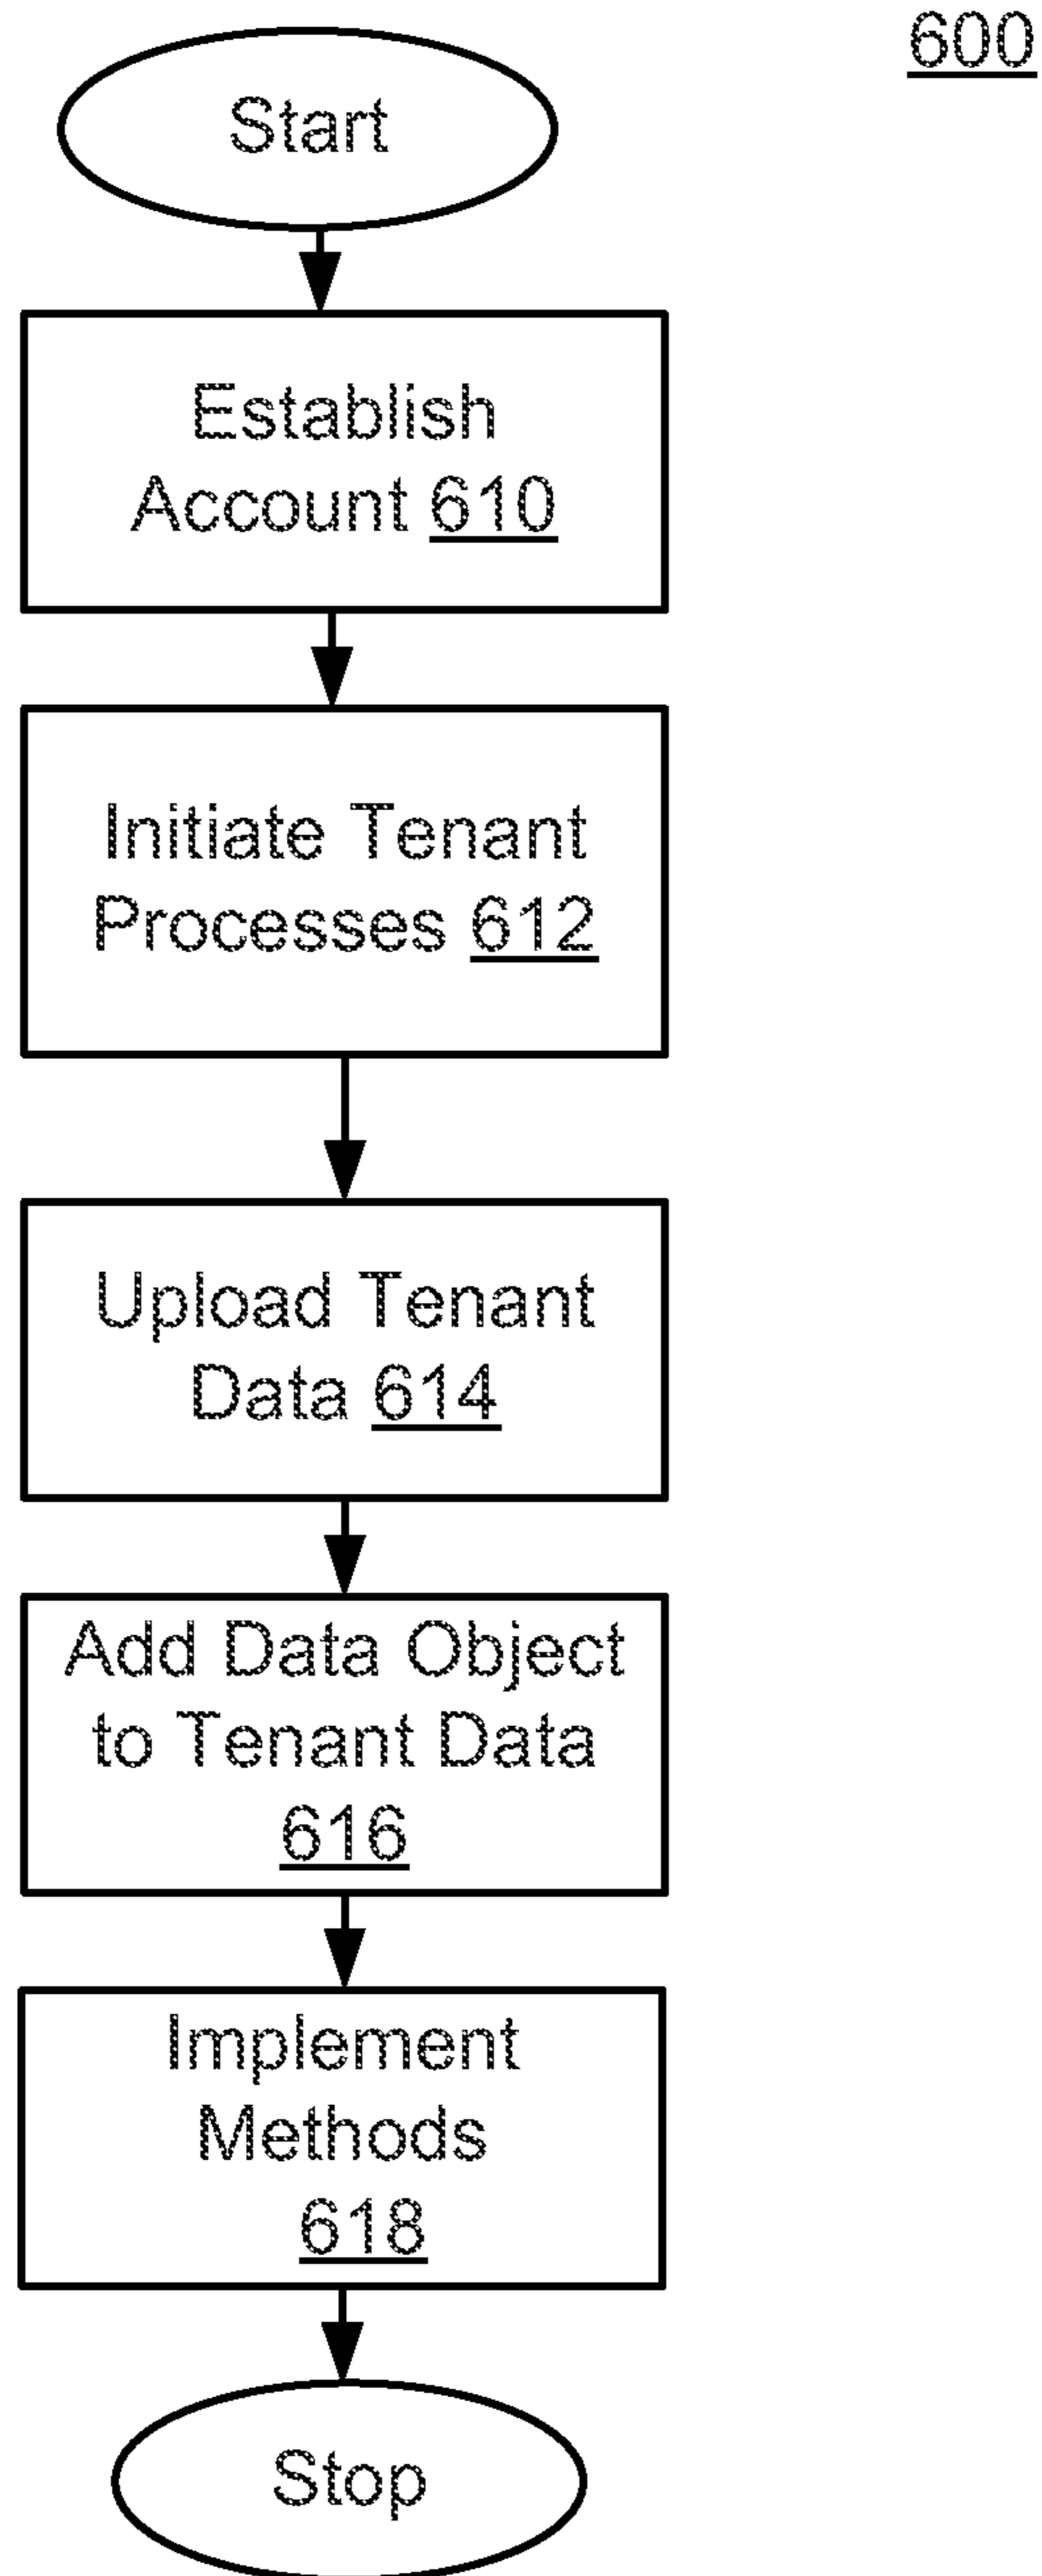 600
Start
Establish
Account 610
Initiate Tenant
Processes 612
Upload Tenant
Data 614
Add Data Object
to Tenant Data
616
Implement
Methods
618
Stop